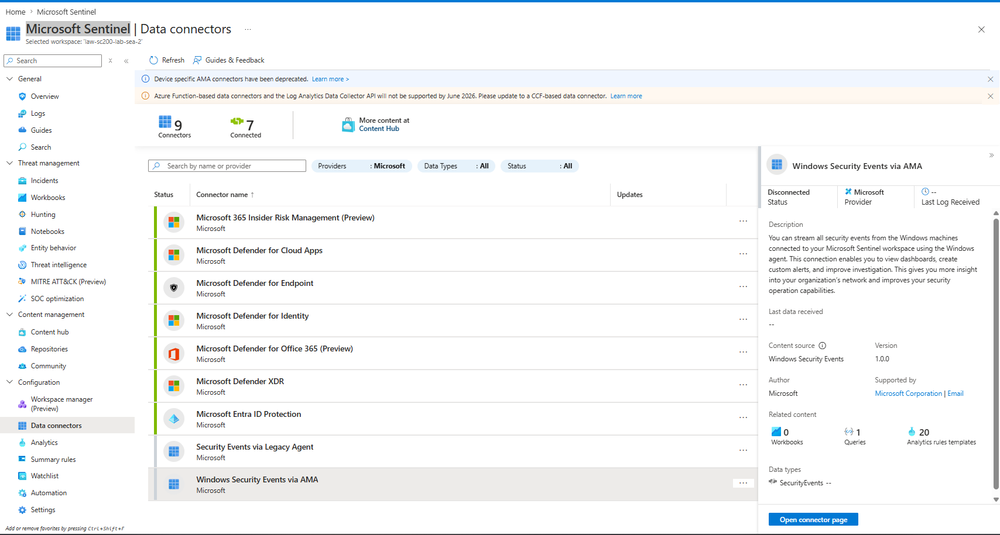 Home > Microsoft Sentinel
Microsoft Sentinel | Data connectors ...
Selected workspace: 'law-sc200-lab-sea-2'
Search
General
Overview
Logs
Guides
Search
Threat management
Incidents
Workbooks
Hunting
Notebooks
Entity behavior
Threat intelligence
MITRE ATT&CK (Preview)
SOC optimization
Content management
Content hub
Repositories
Community
Configuration
Workspace manager
(Preview)
Data connectors
Analytics
Summary rules
Watchlist
Automation
Settings
Add or remove favorites by pressing Ctrl+Shift+F
Refresh Guides & Feedback
Device specific AMA connectors have been deprecated. Learn more >
Azure Function-based data connectors and the Log Analytics Data Collector API will not be supported by June 2026. Please update to a CCF-based data connector. Learn more
9
Connectors
7
Connected
More content at
Content Hub
Search by name or provider
Providers : Microsoft
Data Types : All
Status : All
Status Connector name ↑ Updates
Microsoft 365 Insider Risk Management (Preview)
Microsoft
Microsoft Defender for Cloud Apps
Microsoft
Microsoft Defender for Endpoint
Microsoft
Microsoft Defender for Identity
Microsoft
Microsoft Defender for Office 365 (Preview)
Microsoft
Microsoft Defender XDR
Microsoft
Microsoft Entra ID Protection
Microsoft
Security Events via Legacy Agent
Microsoft
Windows Security Events via AMA
Microsoft
Windows Security Events via AMA
Disconnected
Status
Microsoft
Provider
--
Last Log Received
Description
You can stream all security events from the Windows machines
connected to your Microsoft Sentinel workspace using the Windows
agent. This connection enables you to view dashboards, create
custom alerts, and improve investigation. This gives you more insight
into your organization's network and improves your security
operation capabilities.
Last data received
--
Content source
Windows Security Events
Version
1.0.0
Author
Microsoft
Supported by
Microsoft Corporation | Email
Related content
0
Workbooks
1
Queries
20
Analytics rules templates
Data types
SecurityEvents --
Open connector page